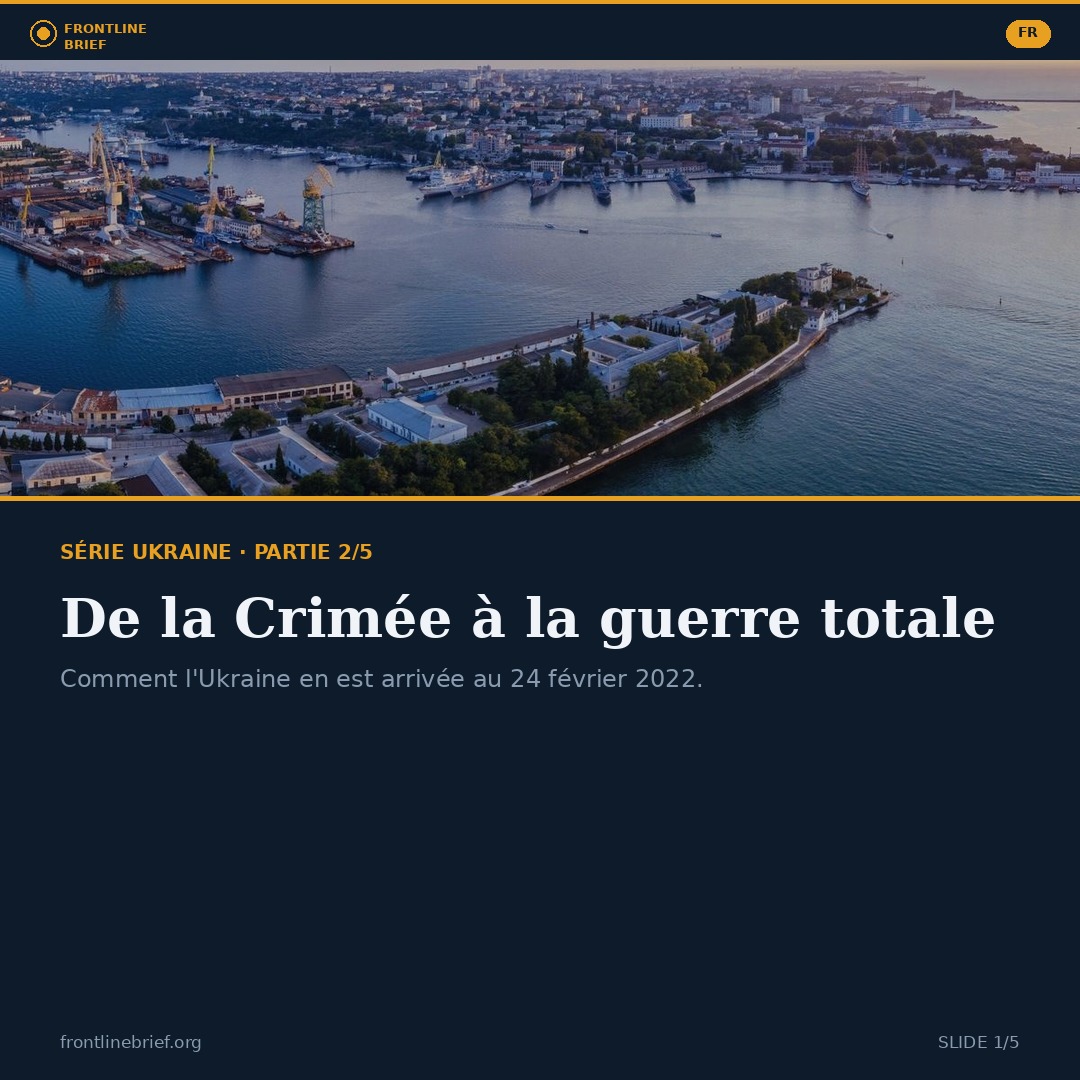 FRONTLINE
BRIEF
FR
SÉRIE UKRAINE · PARTIE 2/5
De la Crimée à la guerre totale
Comment l'Ukraine en est arrivée au 24 février 2022.
frontlinebrief.org
SLIDE 1/5